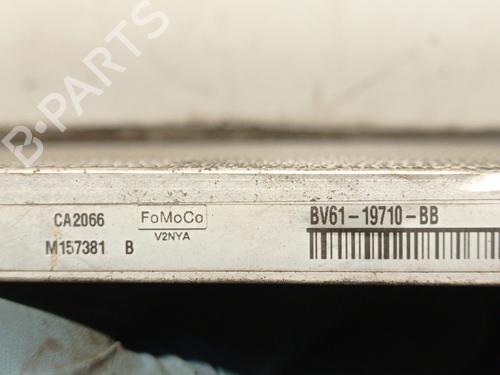 B-PARTS
CA2066
FoMoCo
BV61-19710-BB
V2NYA
M157381 B